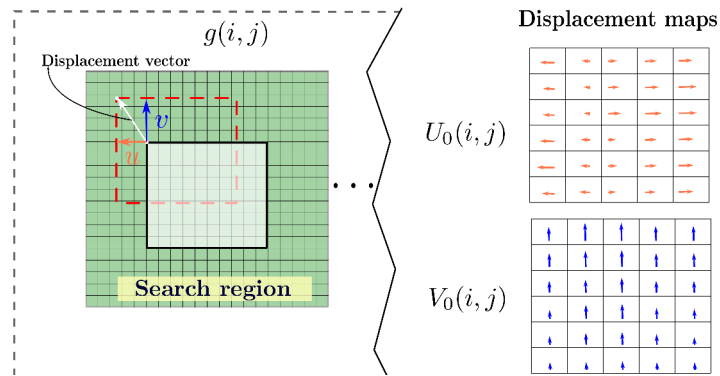 g(i, j)
Displacement maps
Displacement vector
v
u
U₀(i, j)
Search region
V₀(i, j)